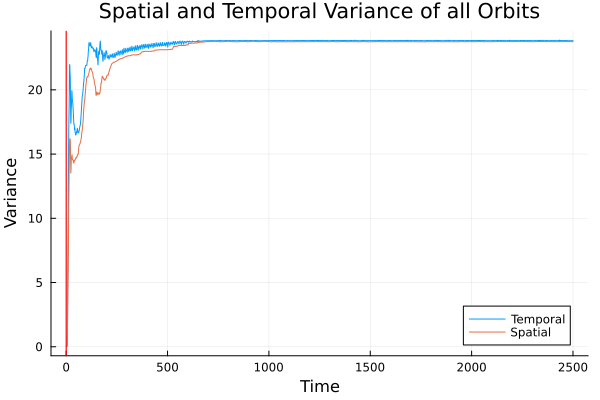 Spatial and Temporal Variance of all Orbits
Variance
20
15
10
5
0
Temporal
Spatial
0 500 1000 1500 2000 2500
Time